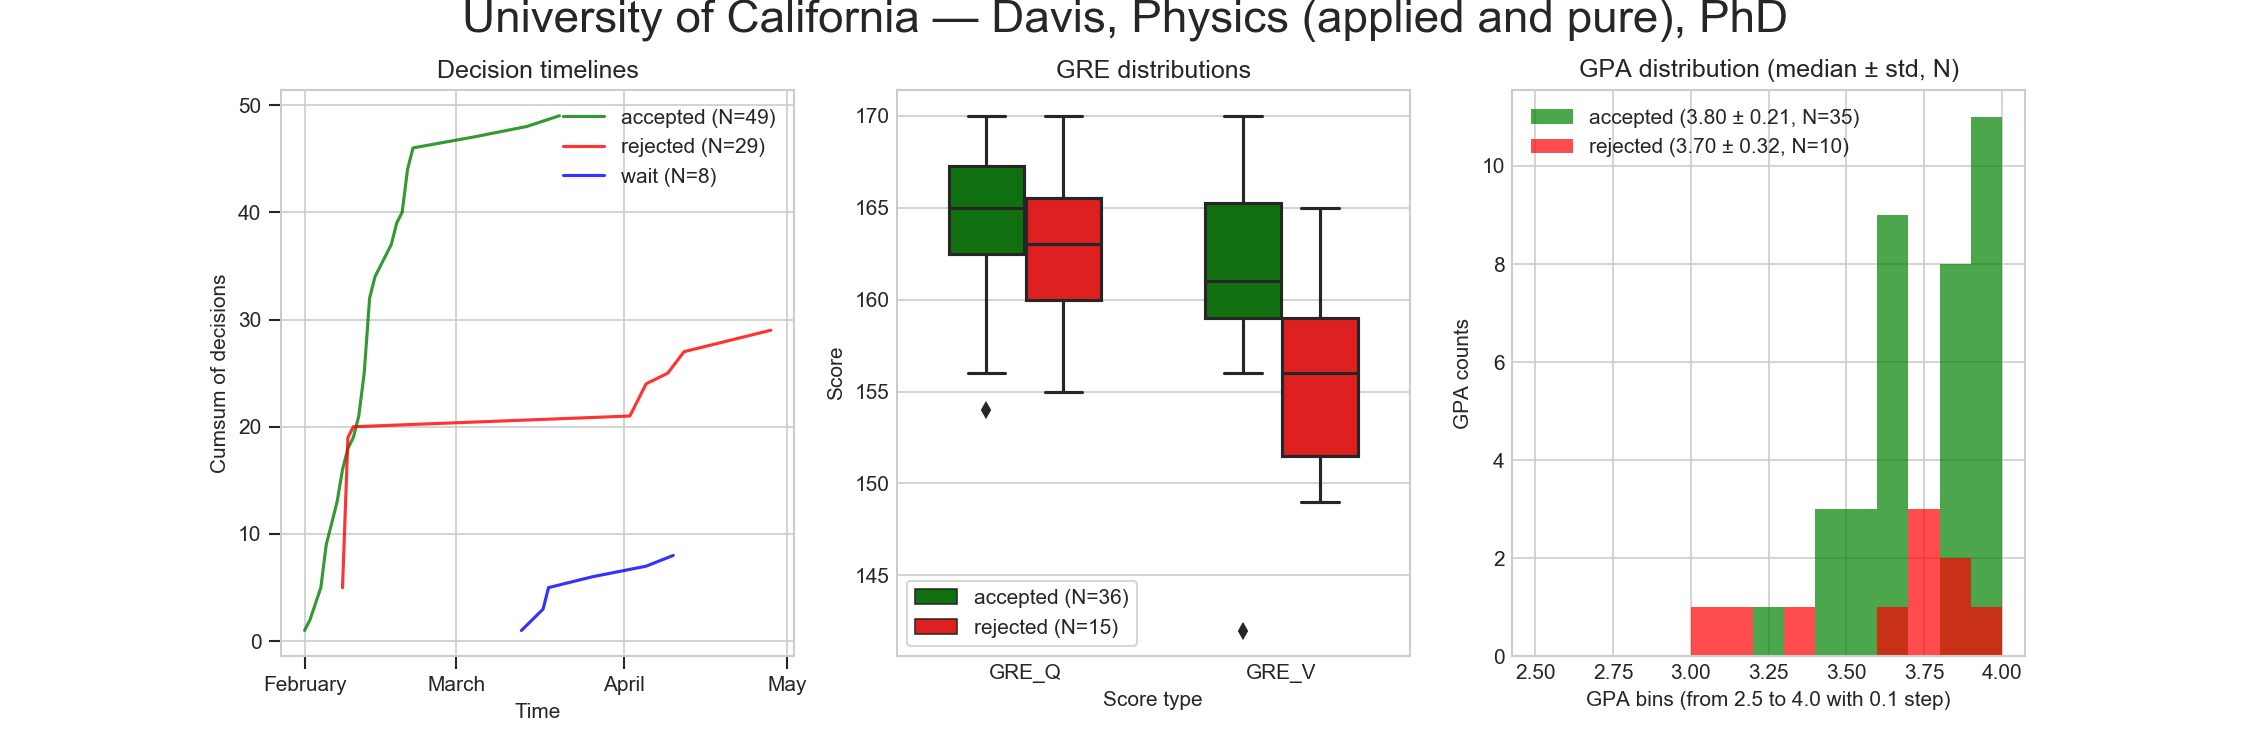 University of California — Davis, Physics (applied and pure), PhD
Decision timelines
50
40
30
20
10
0
Cumsum of decisions
accepted (N=49)
rejected (N=29)
wait (N=8)
February March April May
Time
GRE distributions
170
165
160
155
150
145
Score
accepted (N=36)
rejected (N=15)
GRE_Q GRE_V
Score type
GPA distribution (median ± std, N)
accepted (3.80 ± 0.21, N=35)
rejected (3.70 ± 0.32, N=10)
10
8
6
4
2
0
GPA counts
2.50 2.75 3.00 3.25 3.50 3.75 4.00
GPA bins (from 2.5 to 4.0 with 0.1 step)